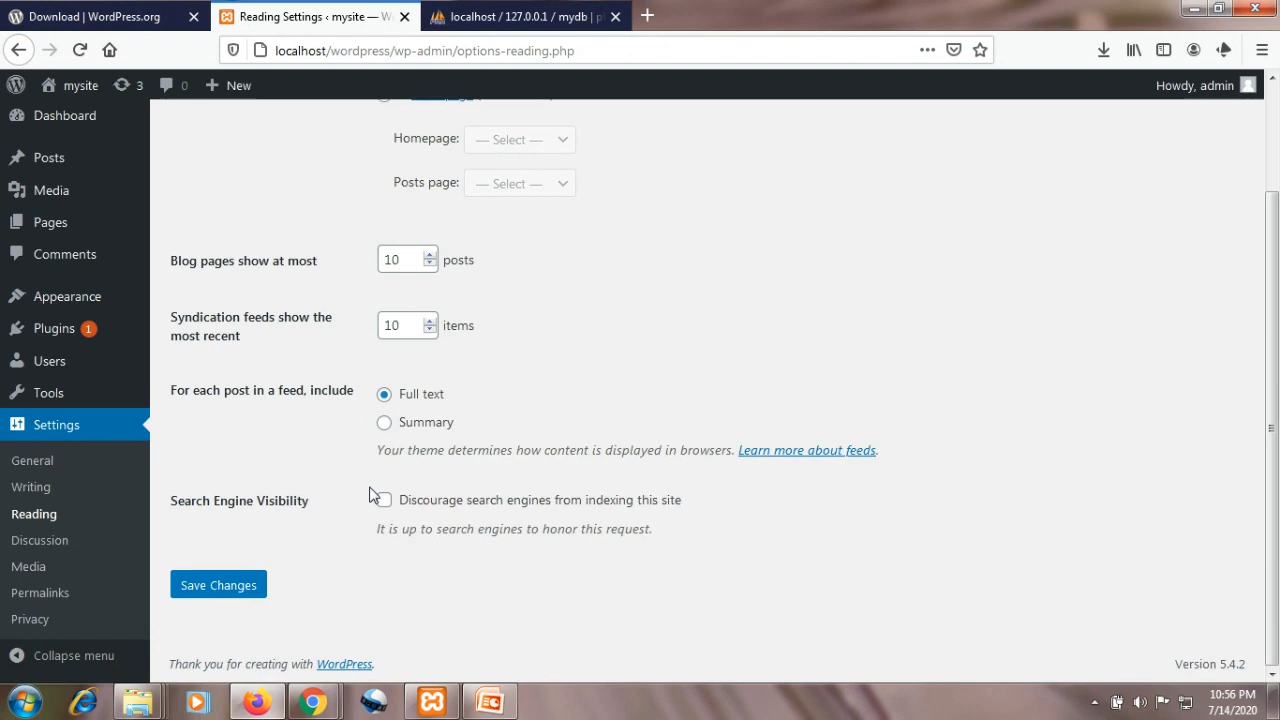 Download | WordPress.org
Reading Settings ‹ mysite — W
localhost / 127.0.0.1 / mydb | p
localhost/wordpress/wp-admin/options-reading.php
mysite
3
0
New
Howdy, admin
Dashboard
Posts
Media
Pages
Comments
Appearance
Plugins 1
Users
Tools
Settings
General
Writing
Reading
Discussion
Media
Permalinks
Privacy
Collapse menu
Homepage: — Select —
Posts page: — Select —
Blog pages show at most 10 posts
Syndication feeds show the
most recent
10 items
For each post in a feed, include
Full text
Summary
Your theme determines how content is displayed in browsers. Learn more about feeds.
Search Engine Visibility
Discourage search engines from indexing this site
It is up to search engines to honor this request.
Save Changes
Thank you for creating with WordPress.
Version 5.4.2
10:56 PM
7/14/2020